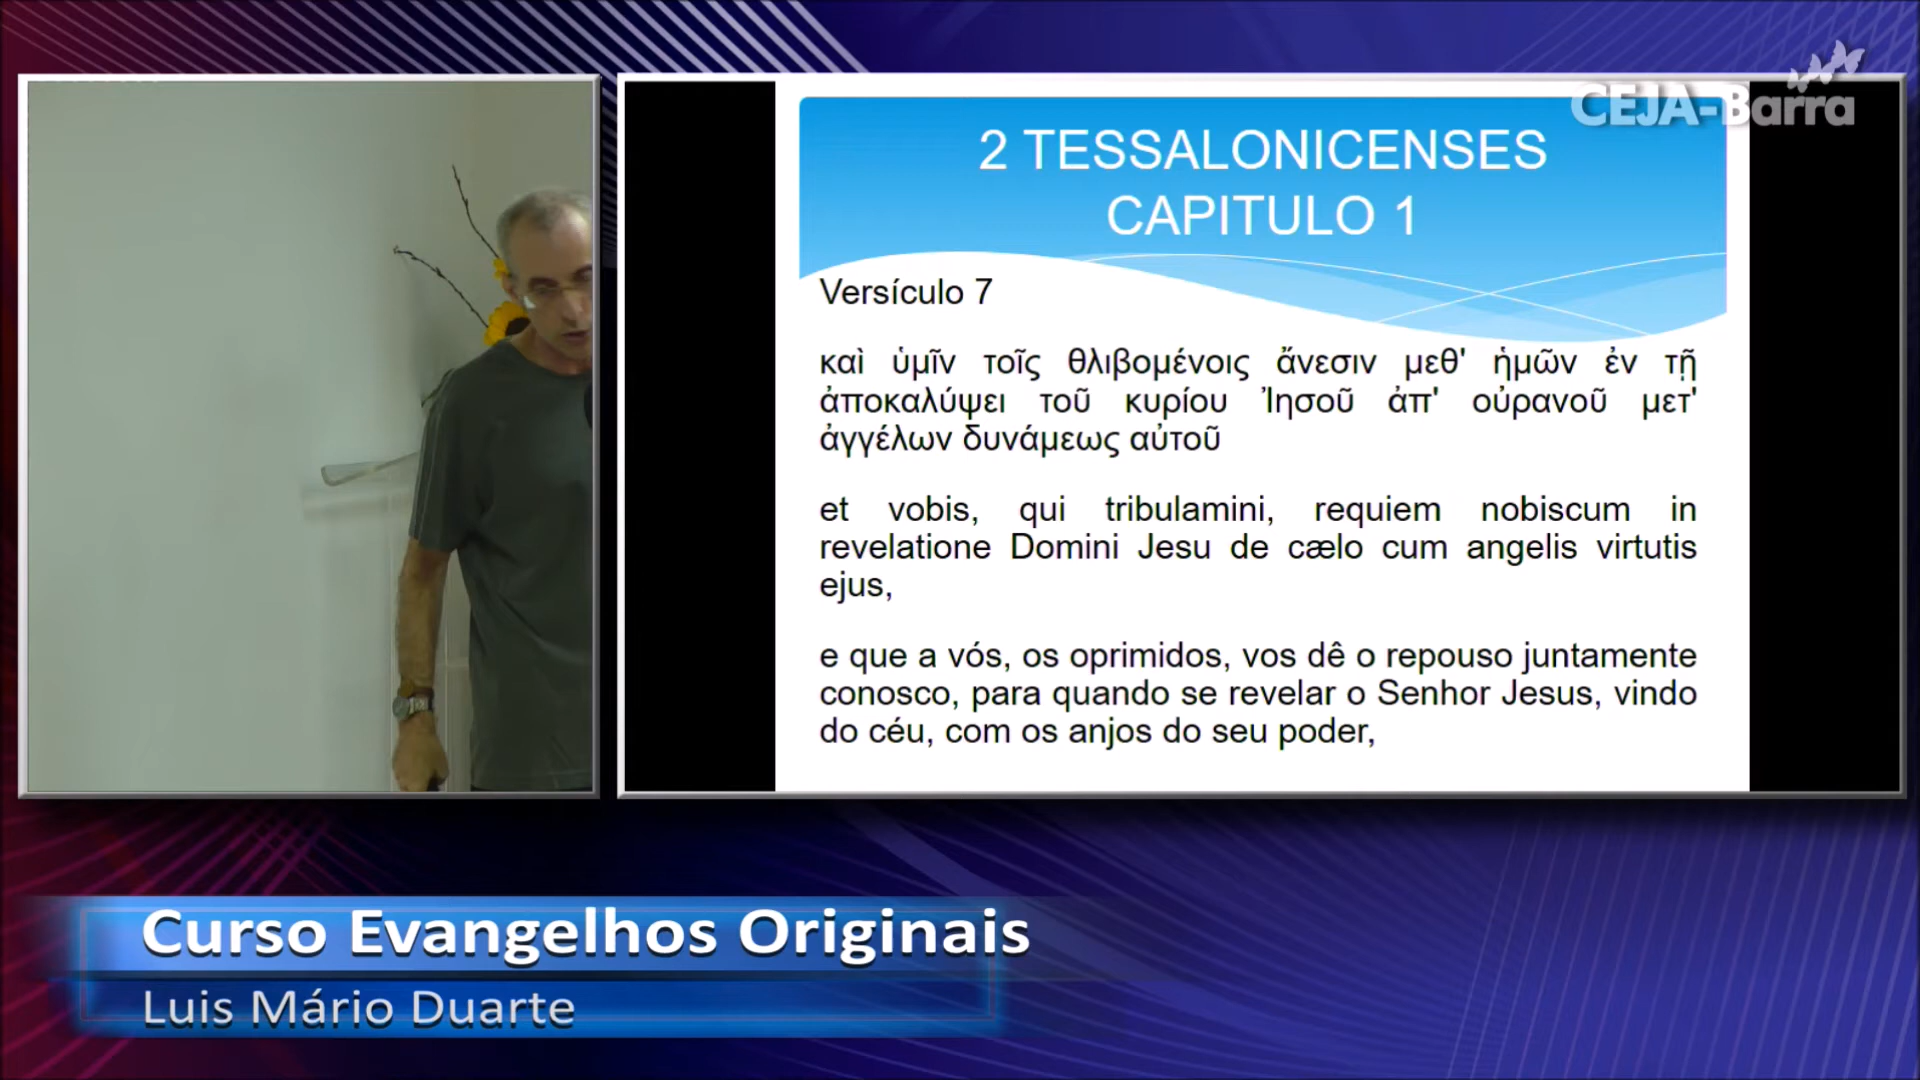 CEJA-Barra
2 TESSALONICENSES
CAPITULO 1
Versículo 7
καὶ ὑμῖν τοῖς θλιβομένοις ἄνεσιν μεθ' ἡμῶν ἐν τῇ
ἀποκαλύψει τοῦ κυρίου Ἰησοῦ ἀπ' οὐρανοῦ μετ'
ἀγγέλων δυνάμεως αὐτοῦ
et vobis, qui tribulamini, requiem nobiscum in
revelatione Domini Jesu de cælo cum angelis virtutis
ejus,
e que a vós, os oprimidos, vos dê o repouso juntamente
conosco, para quando se revelar o Senhor Jesus, vindo
do céu, com os anjos do seu poder,
Curso Evangelhos Originais
Luis Mário Duarte